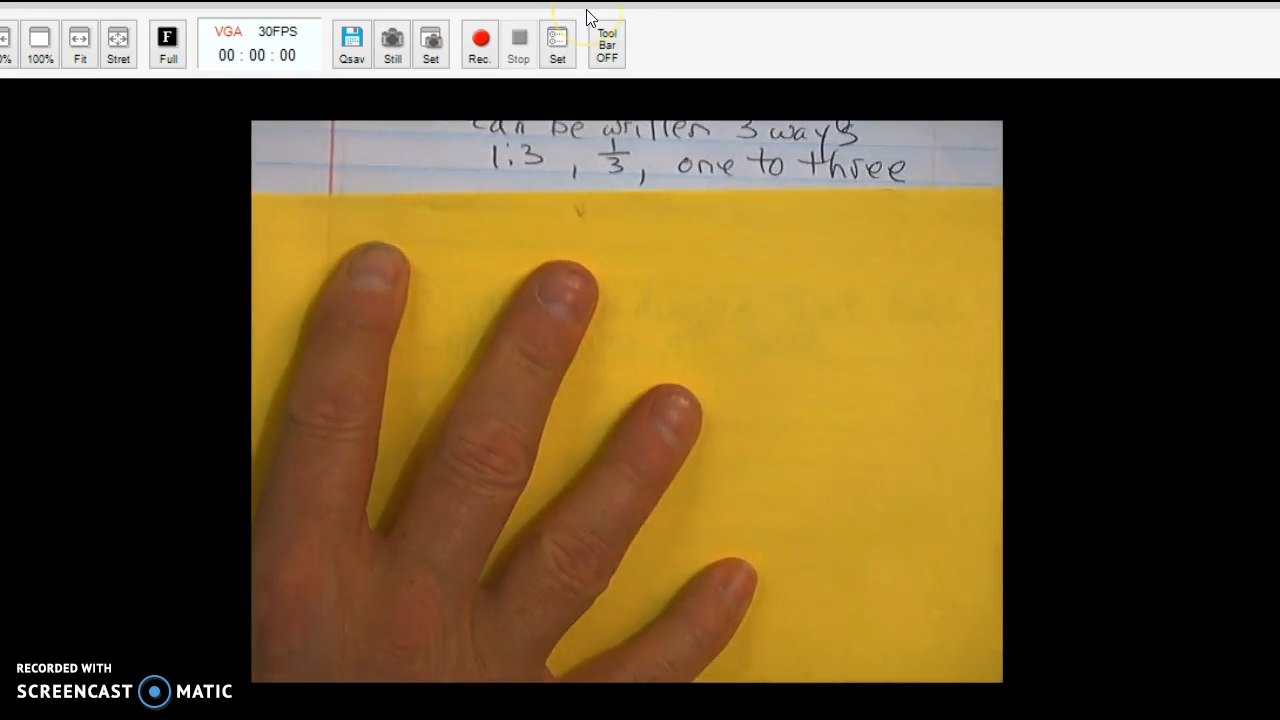 VGA 30FPS
00 : 00 : 00
100% Fit Stret Full Qsav Still Set Rec. Stop Set
Tool
Bar
OFF
can be written 3 ways
1:3 , 1/3 , one to three
RECORDED WITH
SCREENCAST MATIC